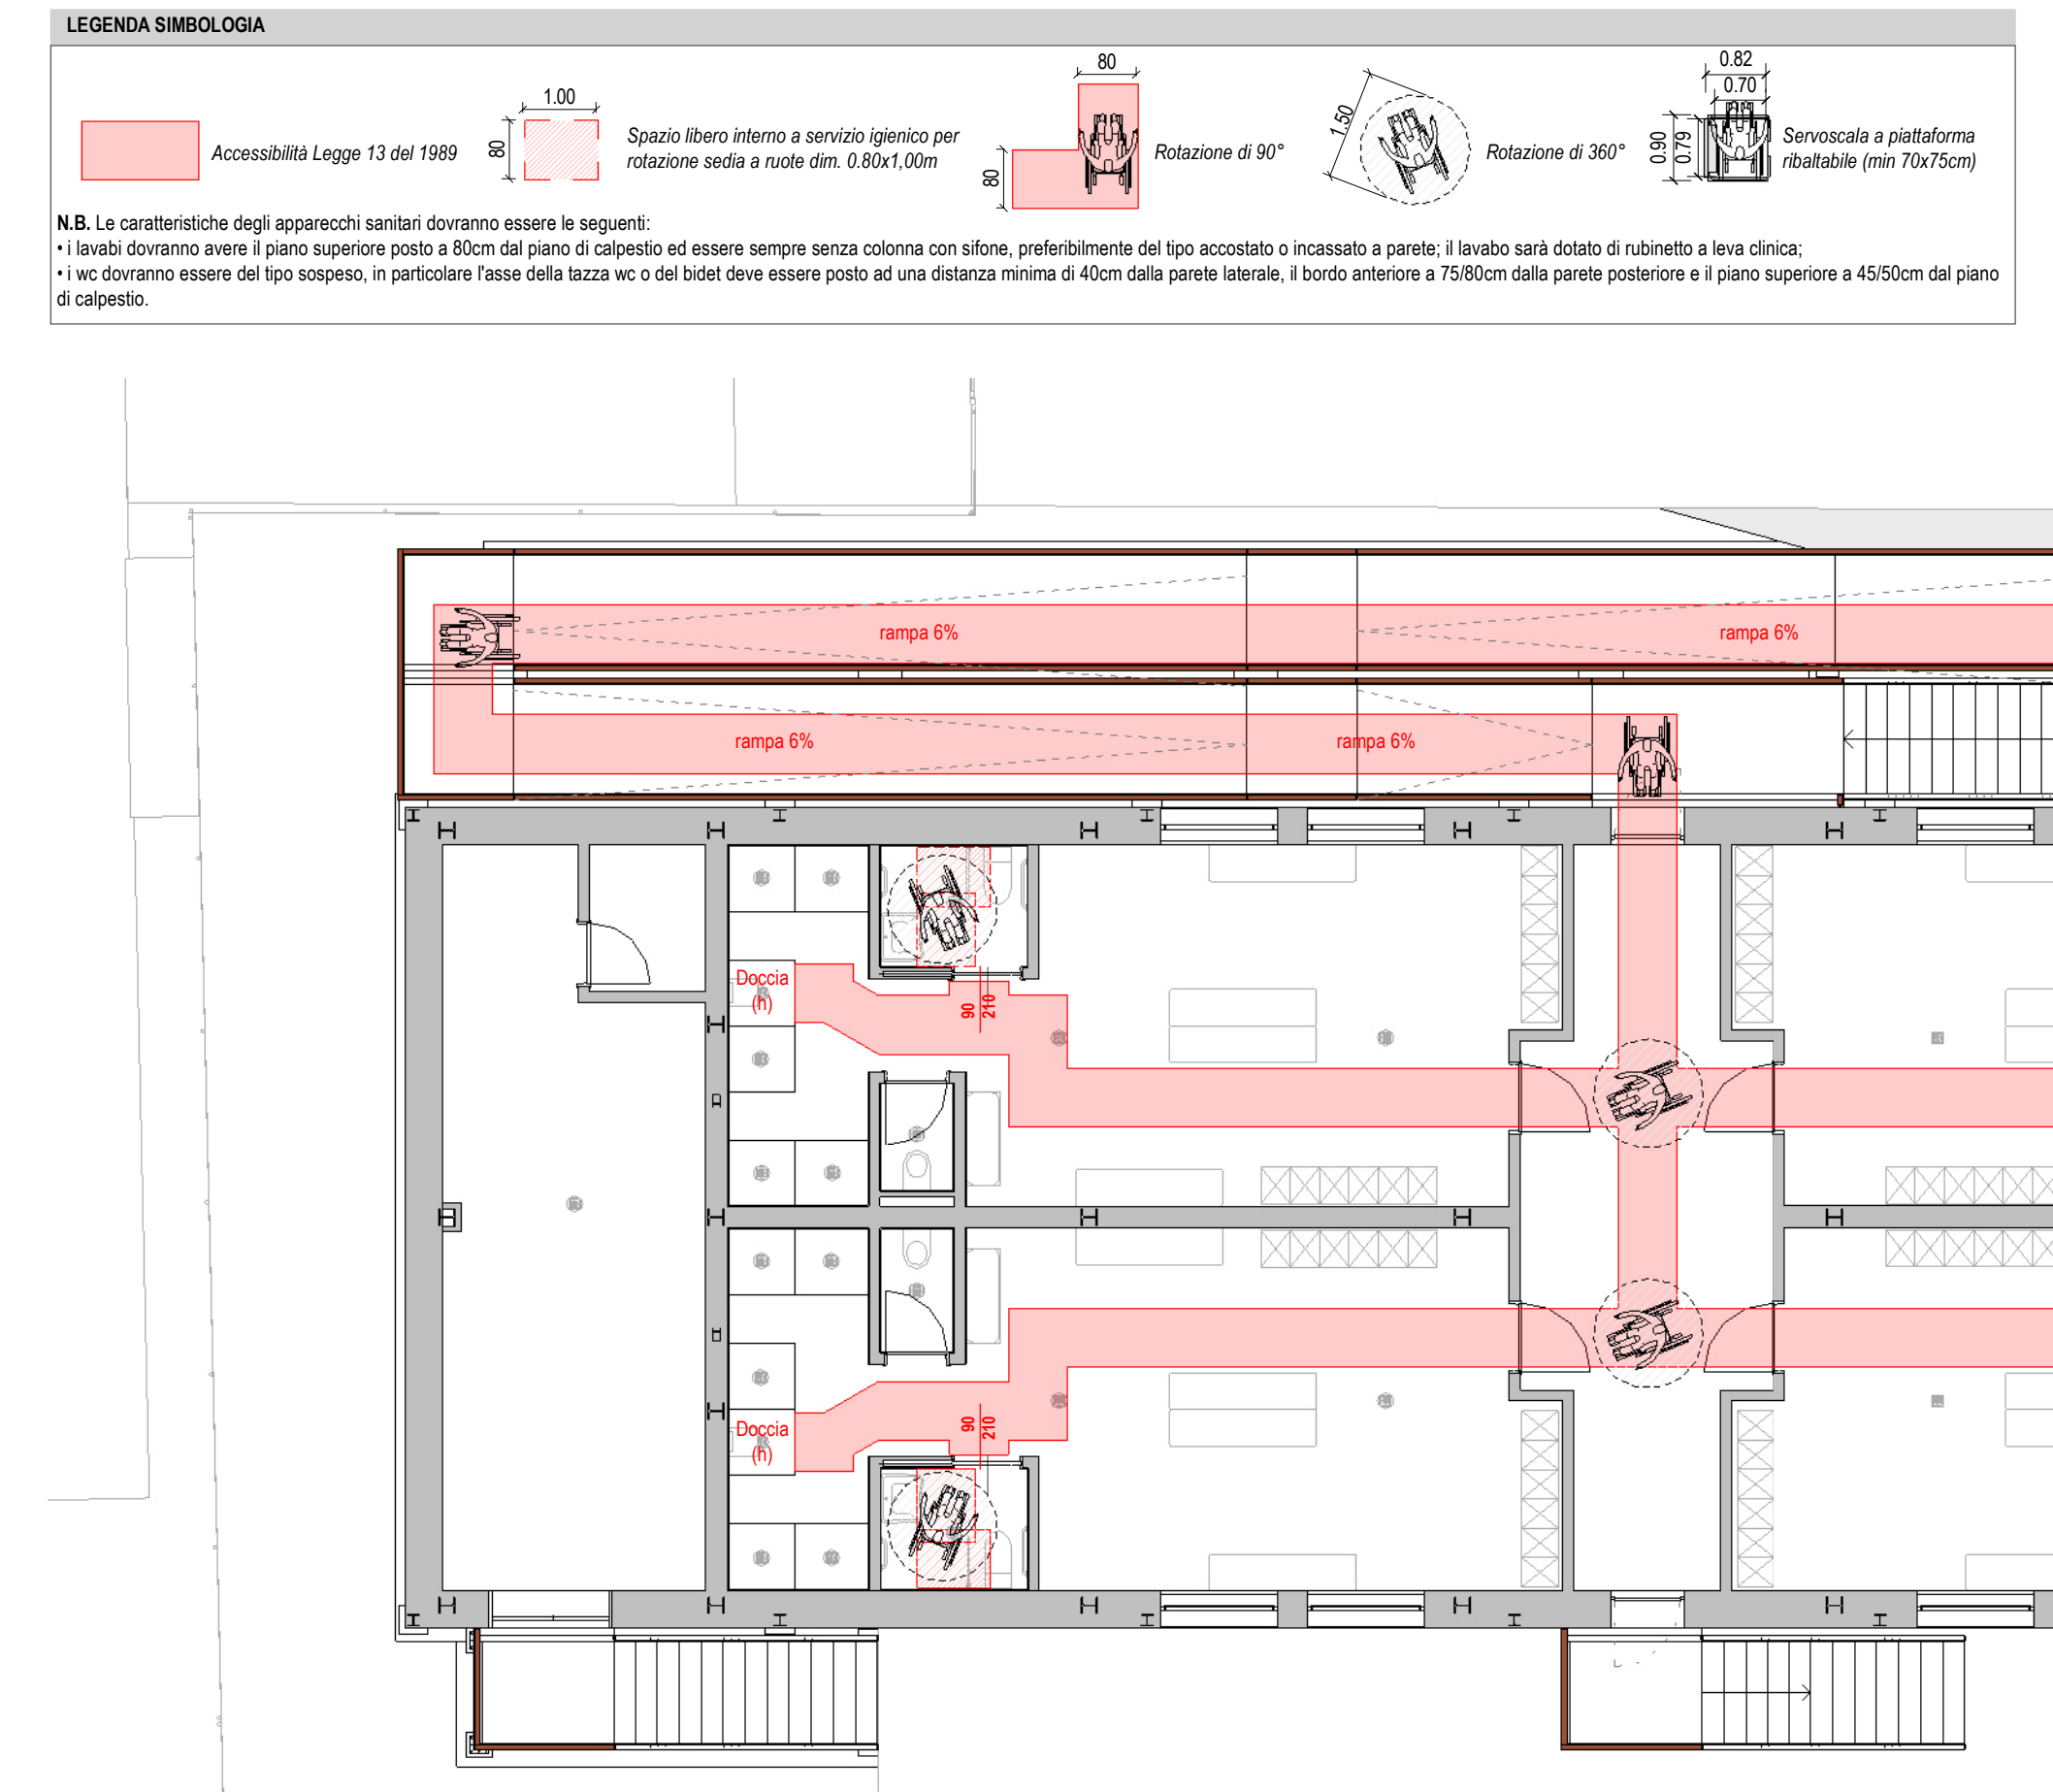 LEGENDA SIMBOLOGIA
1.00
80
80
80
1.50
0.82
0.70
0.90
0.79
Accessibilità Legge 13 del 1989
Spazio libero interno a servizio igienico per
rotazione sedia a ruote dim. 0.80x1,00m
Rotazione di 90°
Rotazione di 360°
Servoscala a piattaforma
ribaltabile (min 70x75cm)
N.B. Le caratteristiche degli apparecchi sanitari dovranno essere le seguenti:
• i lavabi dovranno avere il piano superiore posto a 80cm dal piano di calpestio ed essere sempre senza colonna con sifone, preferibilmente del tipo accostato o incassato a parete; il lavabo sarà dotato di rubinetto a leva clinica;
• i wc dovranno essere del tipo sospeso, in particolare l'asse della tazza wc o del bidet deve essere posto ad una distanza minima di 40cm dalla parete laterale, il bordo anteriore a 75/80cm dalla parete posteriore e il piano superiore a 45/50cm dal piano
di calpestio.
rampa 6%
rampa 6%
rampa 6%
rampa 6%
Doccia
(h)
90
210
Doccia
(h)
90
210